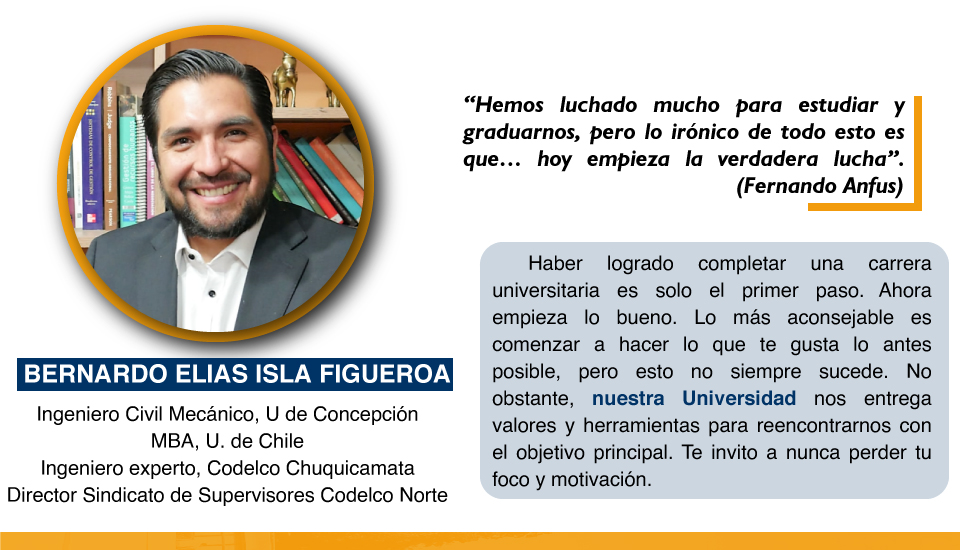 “Hemos luchado mucho para estudiar y
graduarnos, pero lo irónico de todo esto es
que… hoy empieza la verdadera lucha”.
(Fernando Anfus)
BERNARDO ELIAS ISLA FIGUEROA
Ingeniero Civil Mecánico, U de Concepción
MBA, U. de Chile
Ingeniero experto, Codelco Chuquicamata
Director Sindicato de Supervisores Codelco Norte
Haber logrado completar una carrera
universitaria es solo el primer paso. Ahora
empieza lo bueno. Lo más aconsejable es
comenzar a hacer lo que te gusta lo antes
posible, pero esto no siempre sucede. No
obstante, nuestra Universidad nos entrega
valores y herramientas para reencontrarnos con
el objetivo principal. Te invito a nunca perder tu
foco y motivación.